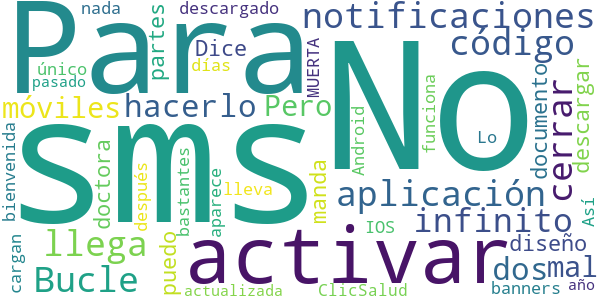 nada
descargado
Para
notificaciones
partes
Dice
código
único
días
MUERTA
pasado
No
móviles
hacerlo
Pero
cerrar
documento
descargar
funciona
Android
Lo
sms
bienvenida
doctora
después
bastantes
aparece
lleva
manda
aplicación
infinito
Así
llega
activar
puedo
IOS
diseño
cargan
Bucle
dos
mal
actualizada
ClicSalud
banners
año